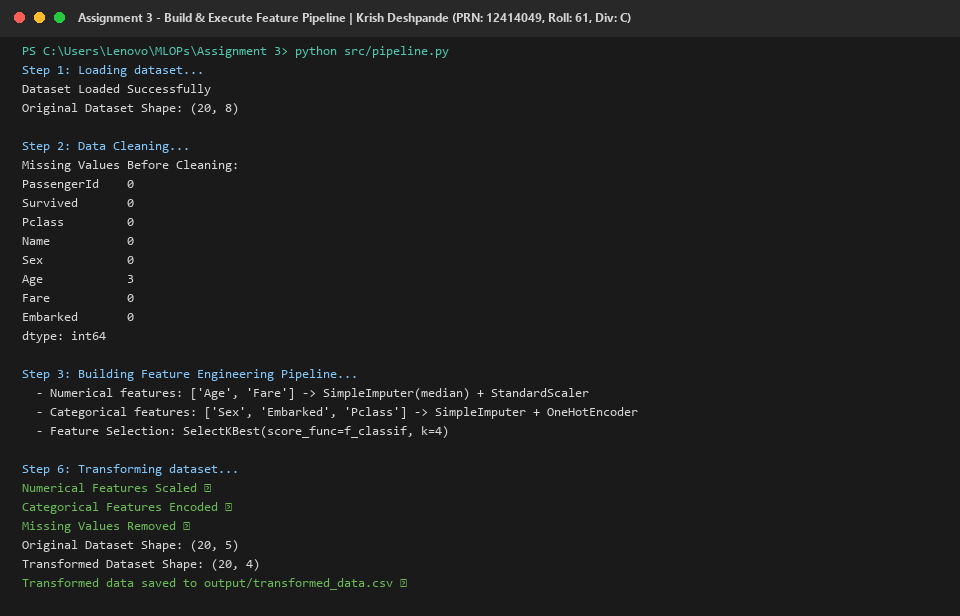 Assignment 3 - Build & Execute Feature Pipeline | Krish Deshpande (PRN: 12414049, Roll: 61, Div: C)
PS C:\Users\Lenovo\MLOPs\Assignment 3> python src/pipeline.py
Step 1: Loading dataset...
Dataset Loaded Successfully
Original Dataset Shape: (20, 8)
Step 2: Data Cleaning...
Missing Values Before Cleaning:
PassengerId    0
Survived       0
Pclass         0
Name           0
Sex            0
Age            3
Fare           0
Embarked       0
dtype: int64
Step 3: Building Feature Engineering Pipeline...
- Numerical features: ['Age', 'Fare'] -> SimpleImputer(median) + StandardScaler
- Categorical features: ['Sex', 'Embarked', 'Pclass'] -> SimpleImputer + OneHotEncoder
- Feature Selection: SelectKBest(score_func=f_classif, k=4)
Step 6: Transforming dataset...
Numerical Features Scaled
Categorical Features Encoded
Missing Values Removed
Original Dataset Shape: (20, 5)
Transformed Dataset Shape: (20, 4)
Transformed data saved to output/transformed_data.csv